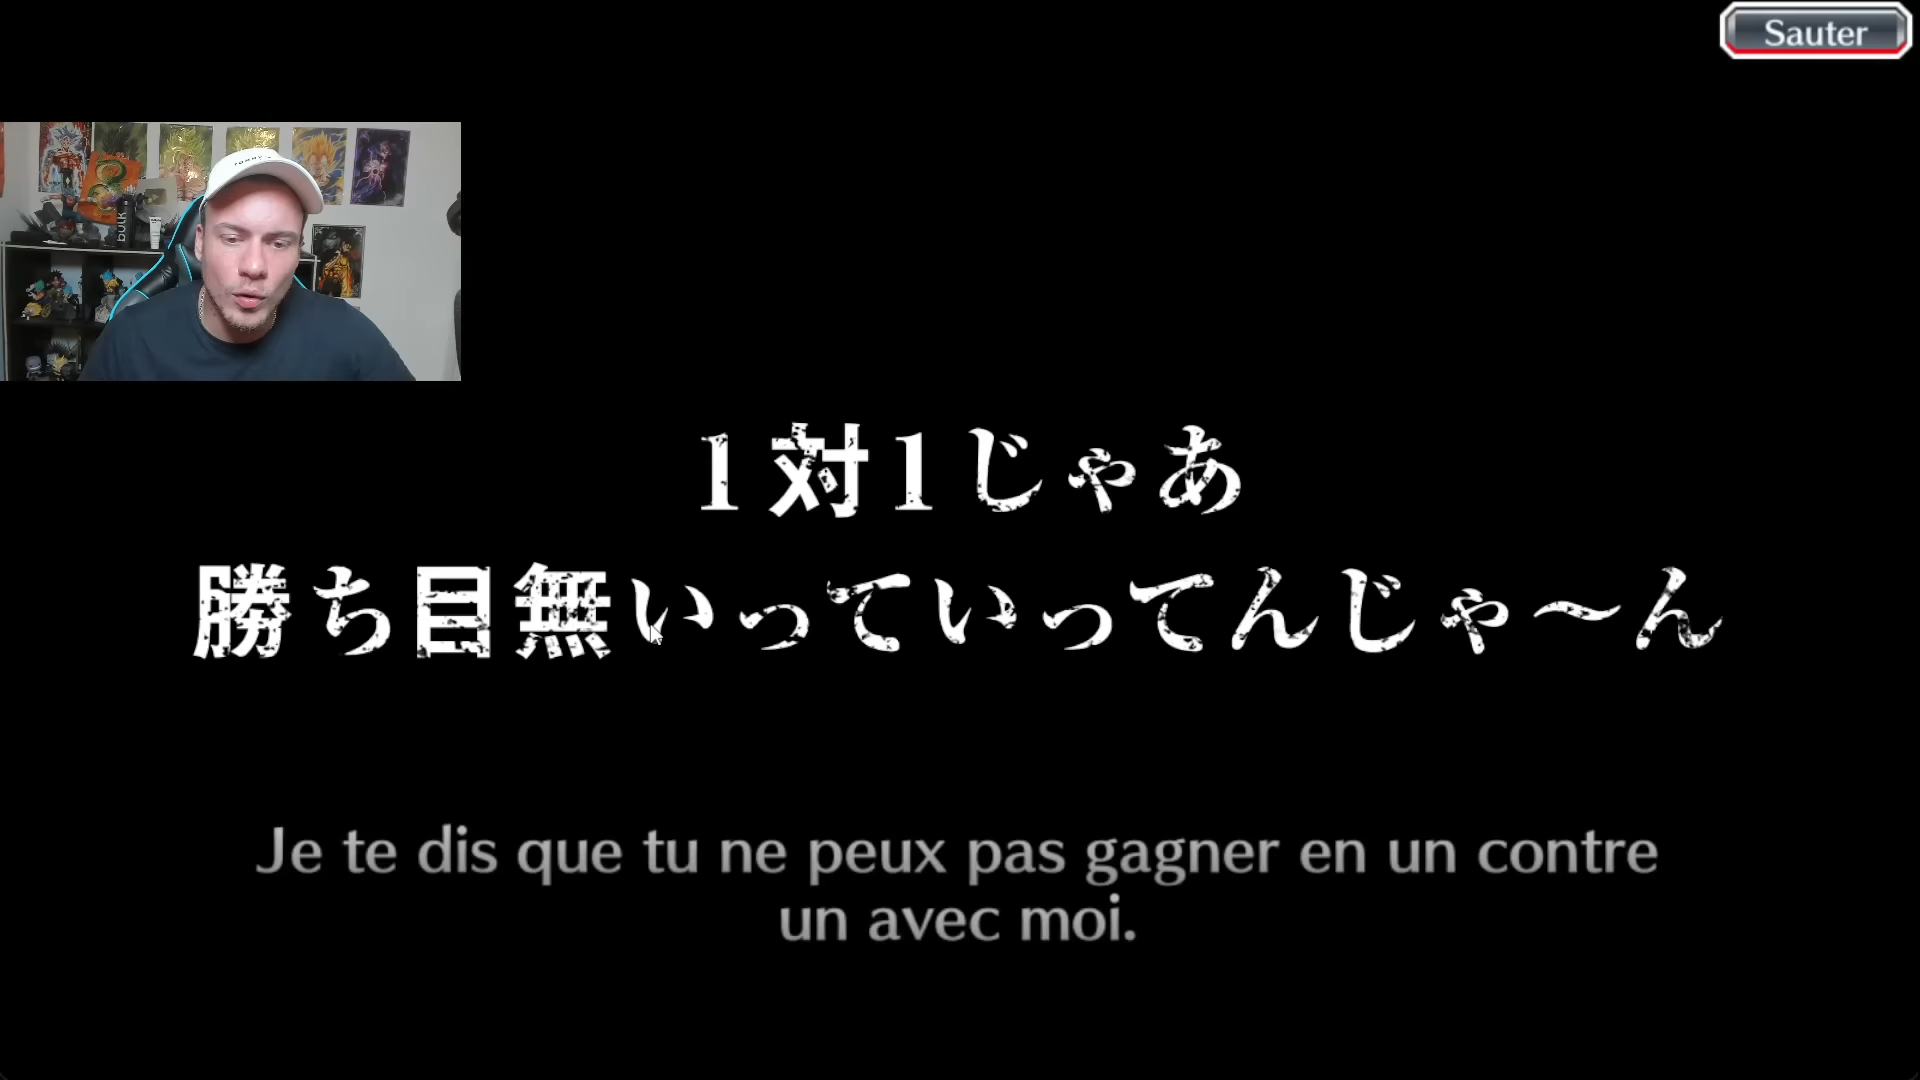 Sauter
bulk
1対1じゃあ
勝ち目無いっていってんじゃ〜ん
Je te dis que tu ne peux pas gagner en un contre
un avec moi.